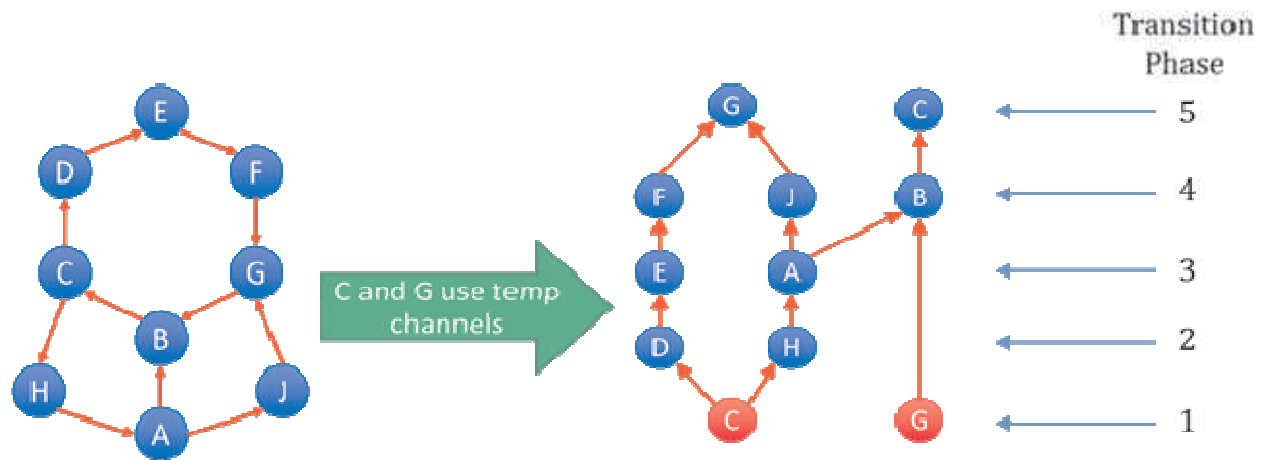 Transition
Phase
E
D
F
C
G
B
H
J
A
C and G use temp
channels
G
C
5
F
J
B
4
E
A
3
D
H
2
C
G
1